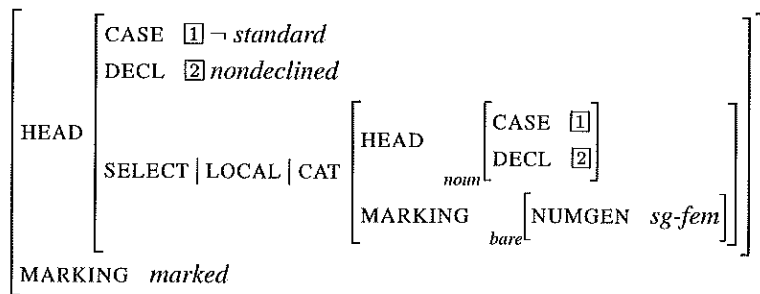 CASE [1] ¬ standard
DECL [2] nondeclined
HEAD
SELECT | LOCAL | CAT
HEAD
noun
CASE [1]
DECL [2]
MARKING
bare
NUMGEN sg-fem
MARKING marked